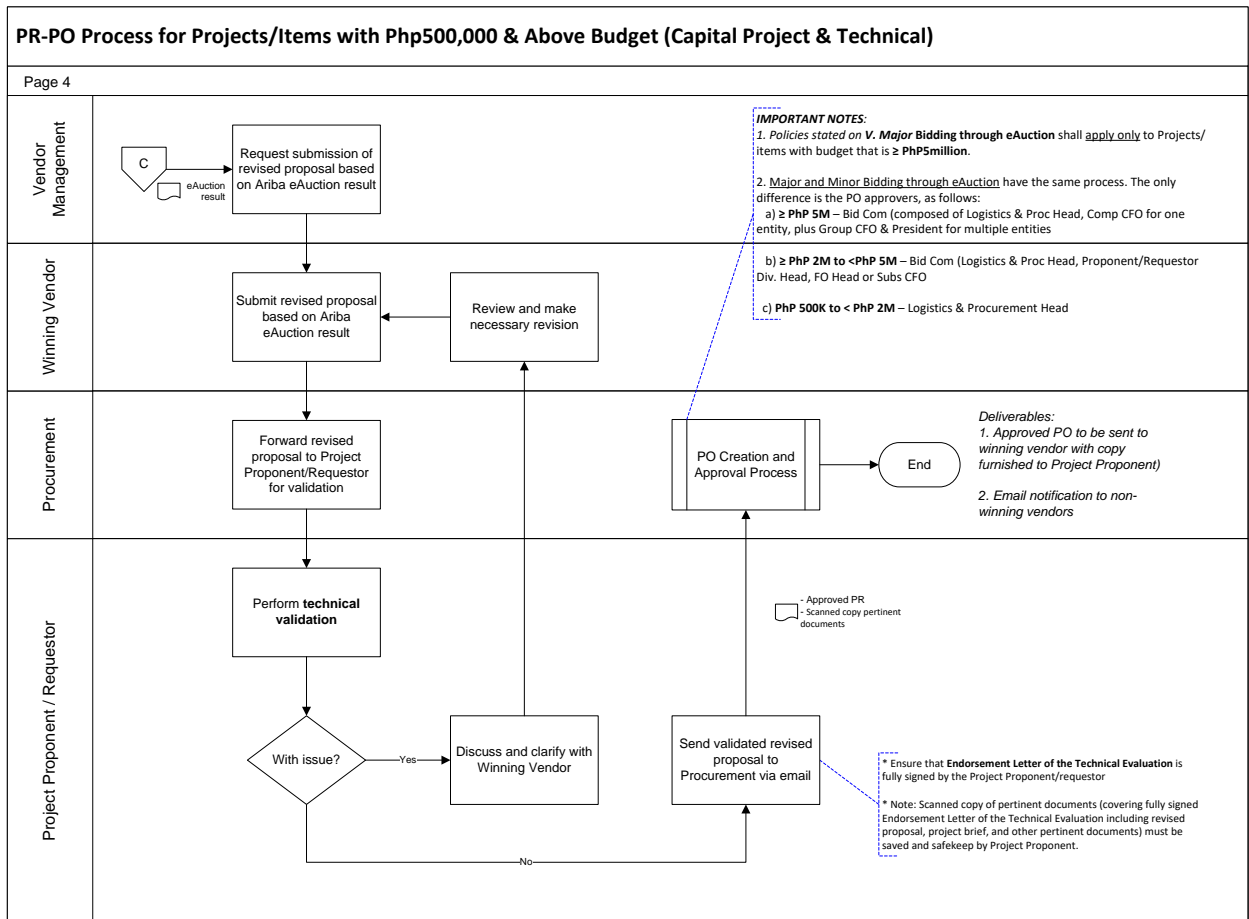 PR-PO Process for Projects/Items with Php500,000 & Above Budget (Capital Project & Technical)
Page 4
Vendor
Management
C
eAuction
result
Request submission of
revised proposal based
on Ariba eAuction result
IMPORTANT NOTES:
1. Policies stated on V. Major Bidding through eAuction shall apply only to Projects/
items with budget that is ≥ PhP5million.
2. Major and Minor Bidding through eAuction have the same process. The only
difference is the PO approvers, as follows:
a) ≥ PhP 5M – Bid Com (composed of Logistics & Proc Head, Comp CFO for one
entity, plus Group CFO & President for multiple entities
b) ≥ PhP 2M to <PhP 5M – Bid Com (Logistics & Proc Head, Proponent/Requestor
Div. Head, FO Head or Subs CFO
c) PhP 500K to < PhP 2M – Logistics & Procurement Head
Winning Vendor
Submit revised proposal
based on Ariba
eAuction result
Review and make
necessary revision
Procurement
Forward revised
proposal to Project
Proponent/Requestor
for validation
PO Creation and
Approval Process
End
Deliverables:
1. Approved PO to be sent to
winning vendor with copy
furnished to Project Proponent)
2. Email notification to non-
winning vendors
Project Proponent / Requestor
Perform technical
validation
- Approved PR
- Scanned copy pertinent
documents
With issue?
Yes
Discuss and clarify with
Winning Vendor
Send validated revised
proposal to
Procurement via email
* Ensure that Endorsement Letter of the Technical Evaluation is
fully signed by the Project Proponent/requestor
* Note: Scanned copy of pertinent documents (covering fully signed
Endorsement Letter of the Technical Evaluation including revised
proposal, project brief, and other pertinent documents) must be
saved and safekeep by Project Proponent.
No